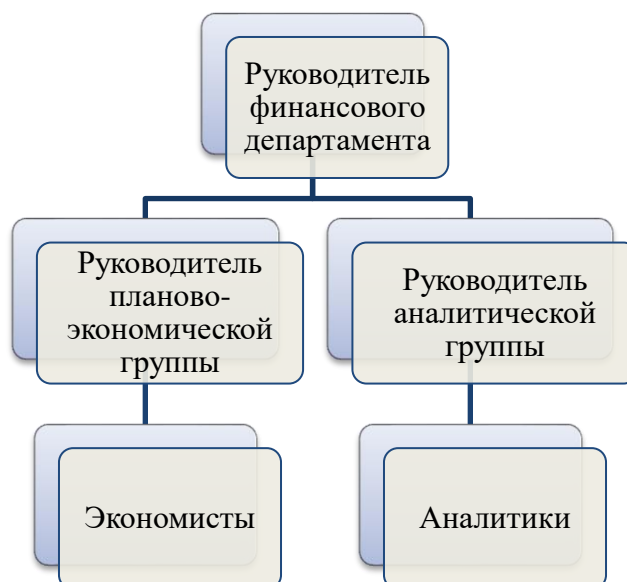 Руководитель
финансового
департамента
Руководитель
планово-
экономической
группы
Руководитель
аналитической
группы
Экономисты
Аналитики